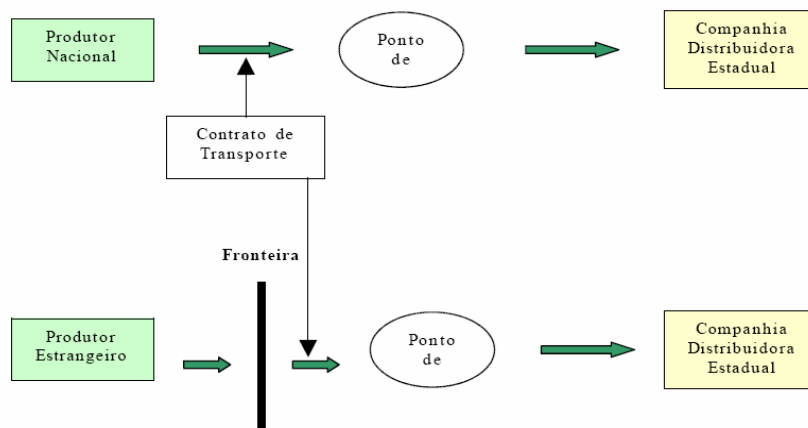 Produtor
Nacional
Ponto
de
Companhia
Distribuidora
Estadual
Contrato de
Transporte
Fronteira
Produtor
Estrangeiro
Ponto
de
Companhia
Distribuidora
Estadual